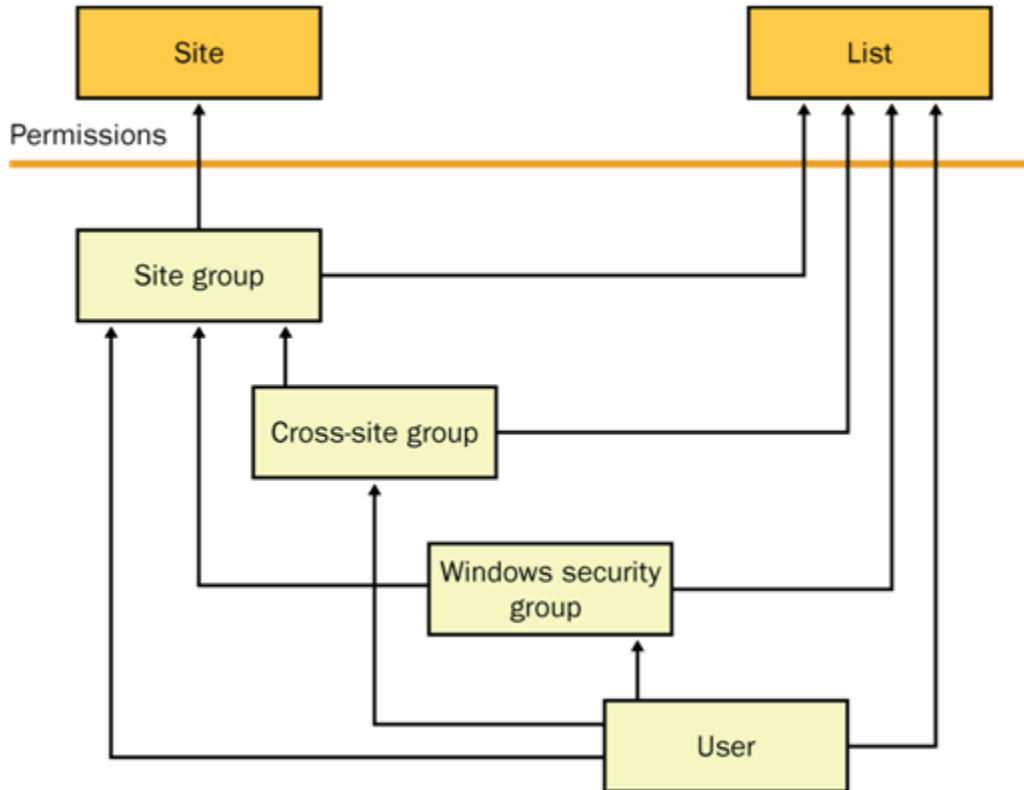 Site
List
Permissions
Site group
Cross-site group
Windows security
group
User